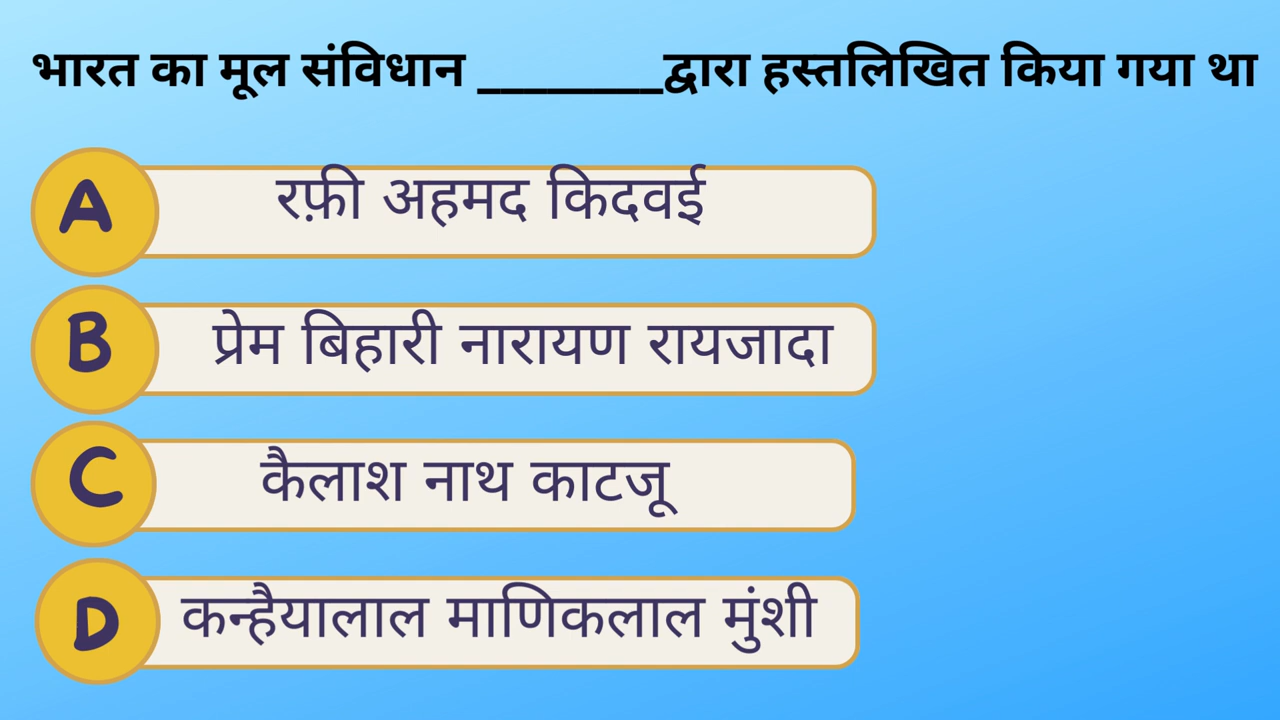 भारत का मूल संविधान ________द्वारा हस्तलिखित किया गया था
A रफ़ी अहमद किदवई
B प्रेम बिहारी नारायण रायजादा
C कैलाश नाथ काटजू
D कन्हैयालाल माणिकलाल मुंशी